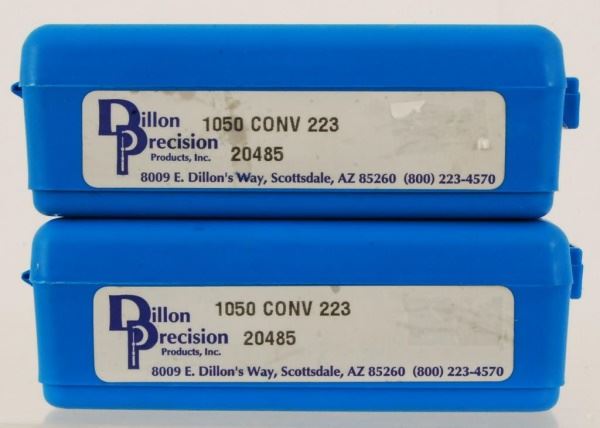 Dillon 1050 CONV 223
Precision
Products, Inc. 20485
8009 E. Dillon's Way, Scottsdale, AZ 85260 (800) 223-4570
Dillon 1050 CONV 223
Precision 20485
Products, Inc.
8009 E. Dillon's Way, Scottsdale, AZ 85260 (800) 223-4570